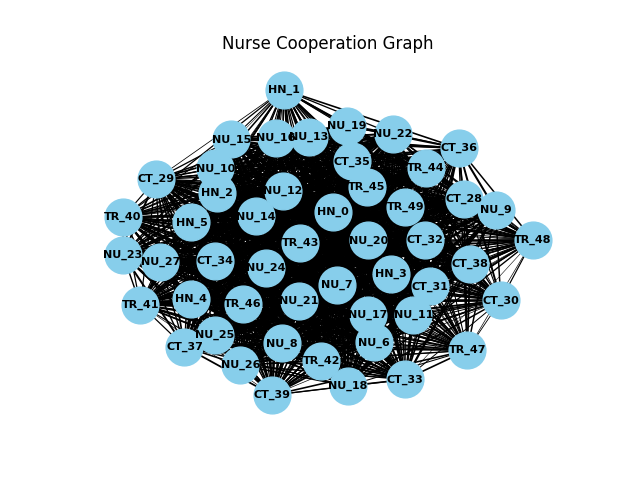 Nurse Cooperation Graph
HN_1
NU_19
NU_22
NU_15
NU_16
NU_13
CT_36
CT_35
NU_10
TR_44
CT_29
TR_45
HN_2
NU_12
CT_28
TR_49
NU_9
HN_0
TR_40
NU_14
HN_5
TR_43
NU_20
CT_32
TR_48
NU_23
NU_27
CT_34
NU_24
CT_38
HN_3
NU_7
CT_31
TR_41
HN_4
TR_46
NU_21
CT_30
NU_17
NU_11
NU_25
CT_37
NU_8
NU_6
TR_47
NU_26
TR_42
CT_33
NU_18
CT_39